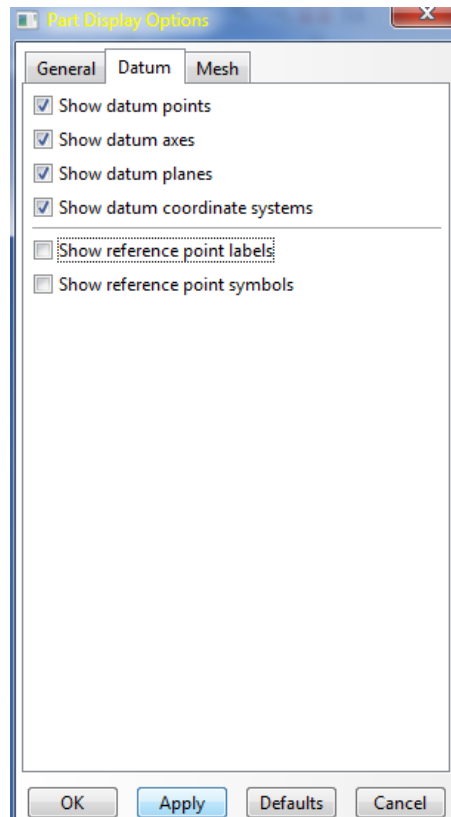 Part Display Options
General Datum Mesh
Show datum points
Show datum axes
Show datum planes
Show datum coordinate systems
Show reference point labels
Show reference point symbols
OK Apply Defaults Cancel